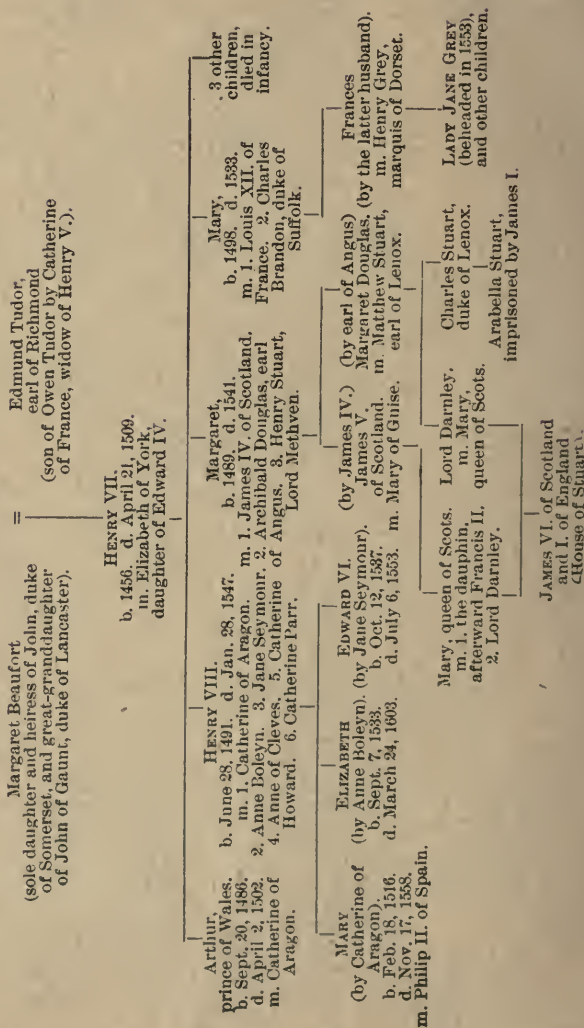 Margaret Beaufort
(sole daughter and heiress of John, duke
of Somerset, and great-granddaughter
of John of Gaunt, duke of Lancaster).
=
Edmund Tudor,
earl of Richmond
(son of Owen Tudor by Catherine
of France, widow of Henry V.).
HENRY VII.
b. 1456. d. April 21, 1509.
m. Elizabeth of York,
daughter of Edward IV.
Arthur,
prince of Wales.
b. Sept. 20, 1486.
d. April 2, 1502.
m. Catherine of
Aragon.
HENRY VIII.
b. June 28, 1491. d. Jan. 28, 1547.
m. 1. Catherine of Aragon.
2. Anne Boleyn. 3. Jane Seymour.
4. Anne of Cleves. 5. Catherine
Howard. 6. Catherine Parr.
Margaret,
b. 1489. d. 1541.
m. 1. James IV. of Scotland.
2. Archibald Douglas, earl
of Angus. 3. Henry Stuart,
Lord Methven.
Mary,
b. 1498. d. 1533.
m. 1. Louis XII. of
France. 2. Charles
Brandon, duke of
Suffolk.
3 other
children,
died in
infancy.
MARY
(by Catherine of
Aragon).
b. Feb. 18, 1516.
d. Nov. 17, 1558.
m. Philip II. of Spain.
ELIZABETH
(by Anne Boleyn).
b. Sept. 7, 1533.
d. March 24, 1603.
EDWARD VI.
(by Jane Seymour).
b. Oct. 12, 1537.
d. July 6, 1553.
(by James IV.)
James V.
of Scotland.
m. Mary of Guise.
(by earl of Angus)
Margaret Douglas.
m. Matthew Stuart,
earl of Lenox.
Frances
(by the latter husband).
m. Henry Grey,
marquis of Dorset.
Mary, queen of Scots.
m. 1. the dauphin,
afterward Francis II.
2. Lord Darnley.
Lord Darnley.
m. Mary,
queen of Scots.
Charles Stuart,
duke of Lenox.
Arabella Stuart,
imprisoned by James I.
LADY JANE GREY
(beheaded in 1553),
and other children.
JAMES VI. of Scotland
and I. of England
(House of Stuart).